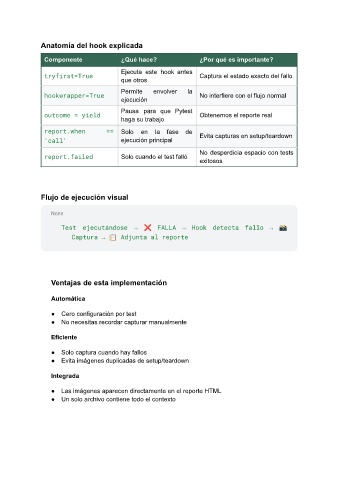 Anatomía del hook explicada
Componente ¿Qué hace? ¿Por qué es importante?
tryfirst=True Ejecuta este hook antes que otros Captura el estado exacto del fallo
hookwrapper=True Permite envolver la ejecución No interfiere con el flujo normal
outcome = yield Pausa para que Pytest haga su trabajo Obtenemos el reporte real
report.when == 'call' Solo en la fase de ejecución principal Evita capturas en setup/teardown
report.failed Solo cuando el test falló No desperdicia espacio con tests exitosos
Flujo de ejecución visual
None
Test ejecutándose → ❌ FALLA → Hook detecta fallo → 📸
Captura → 📋 Adjunta al reporte
Ventajas de esta implementación
Automática
● Cero configuración por test
● No necesitas recordar capturar manualmente
Eficiente
● Solo captura cuando hay fallos
● Evita imágenes duplicadas de setup/teardown
Integrada
● Las imágenes aparecen directamente en el reporte HTML
● Un solo archivo contiene todo el contexto